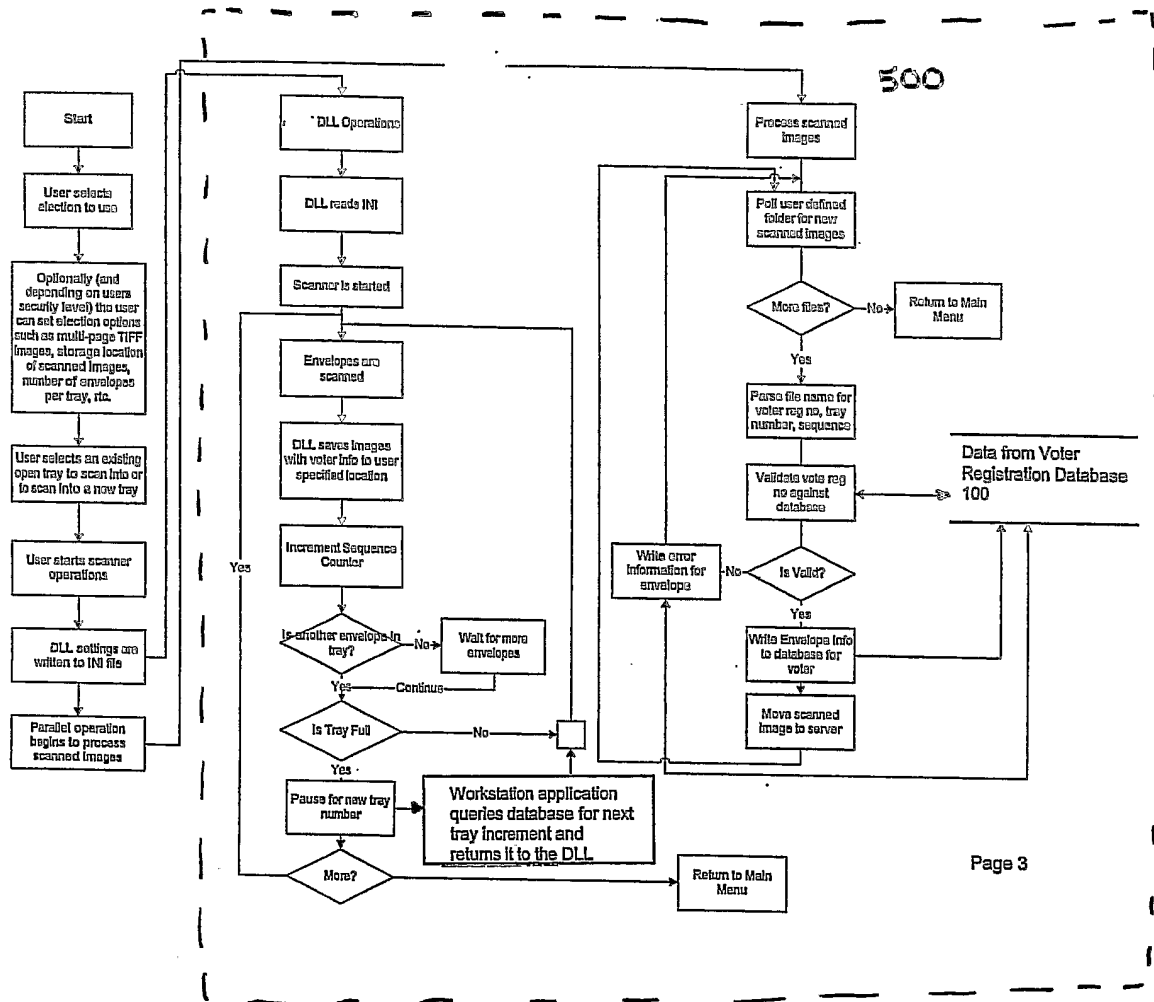 500
Start
User selects
election to use
Optionally (and
depending on users
security level) the user
can set election options
such as multi-page TIFF
images, storage location
of scanned images,
number of envelopes
per tray, rtc.
User selects an existing
open tray to scan into or
to scan into a new tray
User starts scanner
operations
DLL settings are
written to INI file
Parallel operation
begins to process
scanned images
DLL Operations
DLL reads INI
Scanner is started
Envelopes are
scanned
DLL saves images
with voter info to user
specified location
Increment Sequence
Counter
Yes
Is another envelope in
tray?
No
Wait for more
envelopes
Yes
Continue
Is Tray Full
No
Yes
Pause for new tray
number
Workstation application
queries database for next
tray increment and
returns it to the DLL
More?
Return to Main
Menu
Process scanned
images
Poll user defined
folder for new
scanned images
More files?
No
Return to Main
Menu
Yes
Parse file name for
voter reg no, tray
number, sequence
Validate vote reg
no against
database
Data from Voter
Registration Database
100
Is Valid?
No
Write error
information for
envelope
Yes
Write Envelope Info
to database for
voter
Move scanned
image to server
Page 3